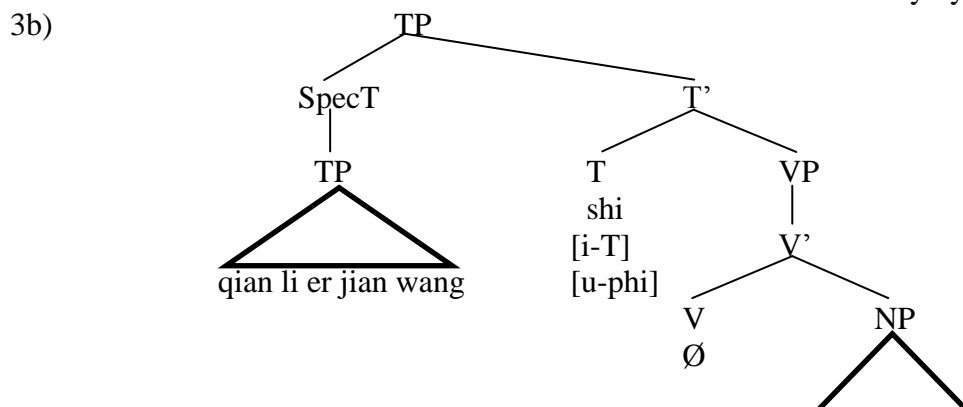 3b) TP
SpecT T’
TP T VP
shi
[i-T] V’
qian li er jian wang [u-phi]
V NP
Ø